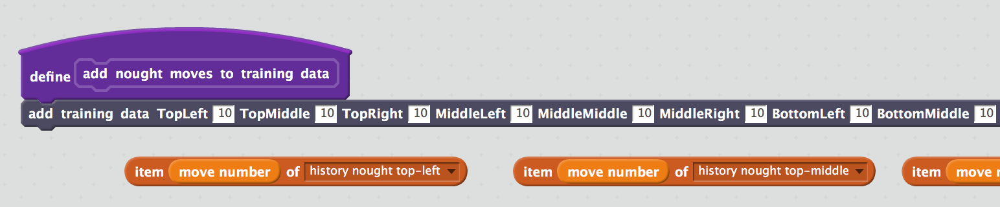 define add nought moves to training data
add training data TopLeft 10 TopMiddle 10 TopRight 10 MiddleLeft 10 MiddleMiddle 10 MiddleRight 10 BottomLeft 10 BottomMiddle 10
item move number of history nought top-left item move number of history nought top-middle item move